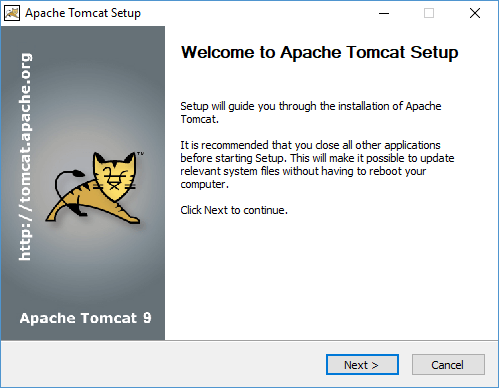 Apache Tomcat Setup
http://tomcat.apache.org
TM
Apache Tomcat 9
Welcome to Apache Tomcat Setup
Setup will guide you through the installation of Apache
Tomcat.
It is recommended that you close all other applications
before starting Setup. This will make it possible to update
relevant system files without having to reboot your
computer.
Click Next to continue.
Next >
Cancel